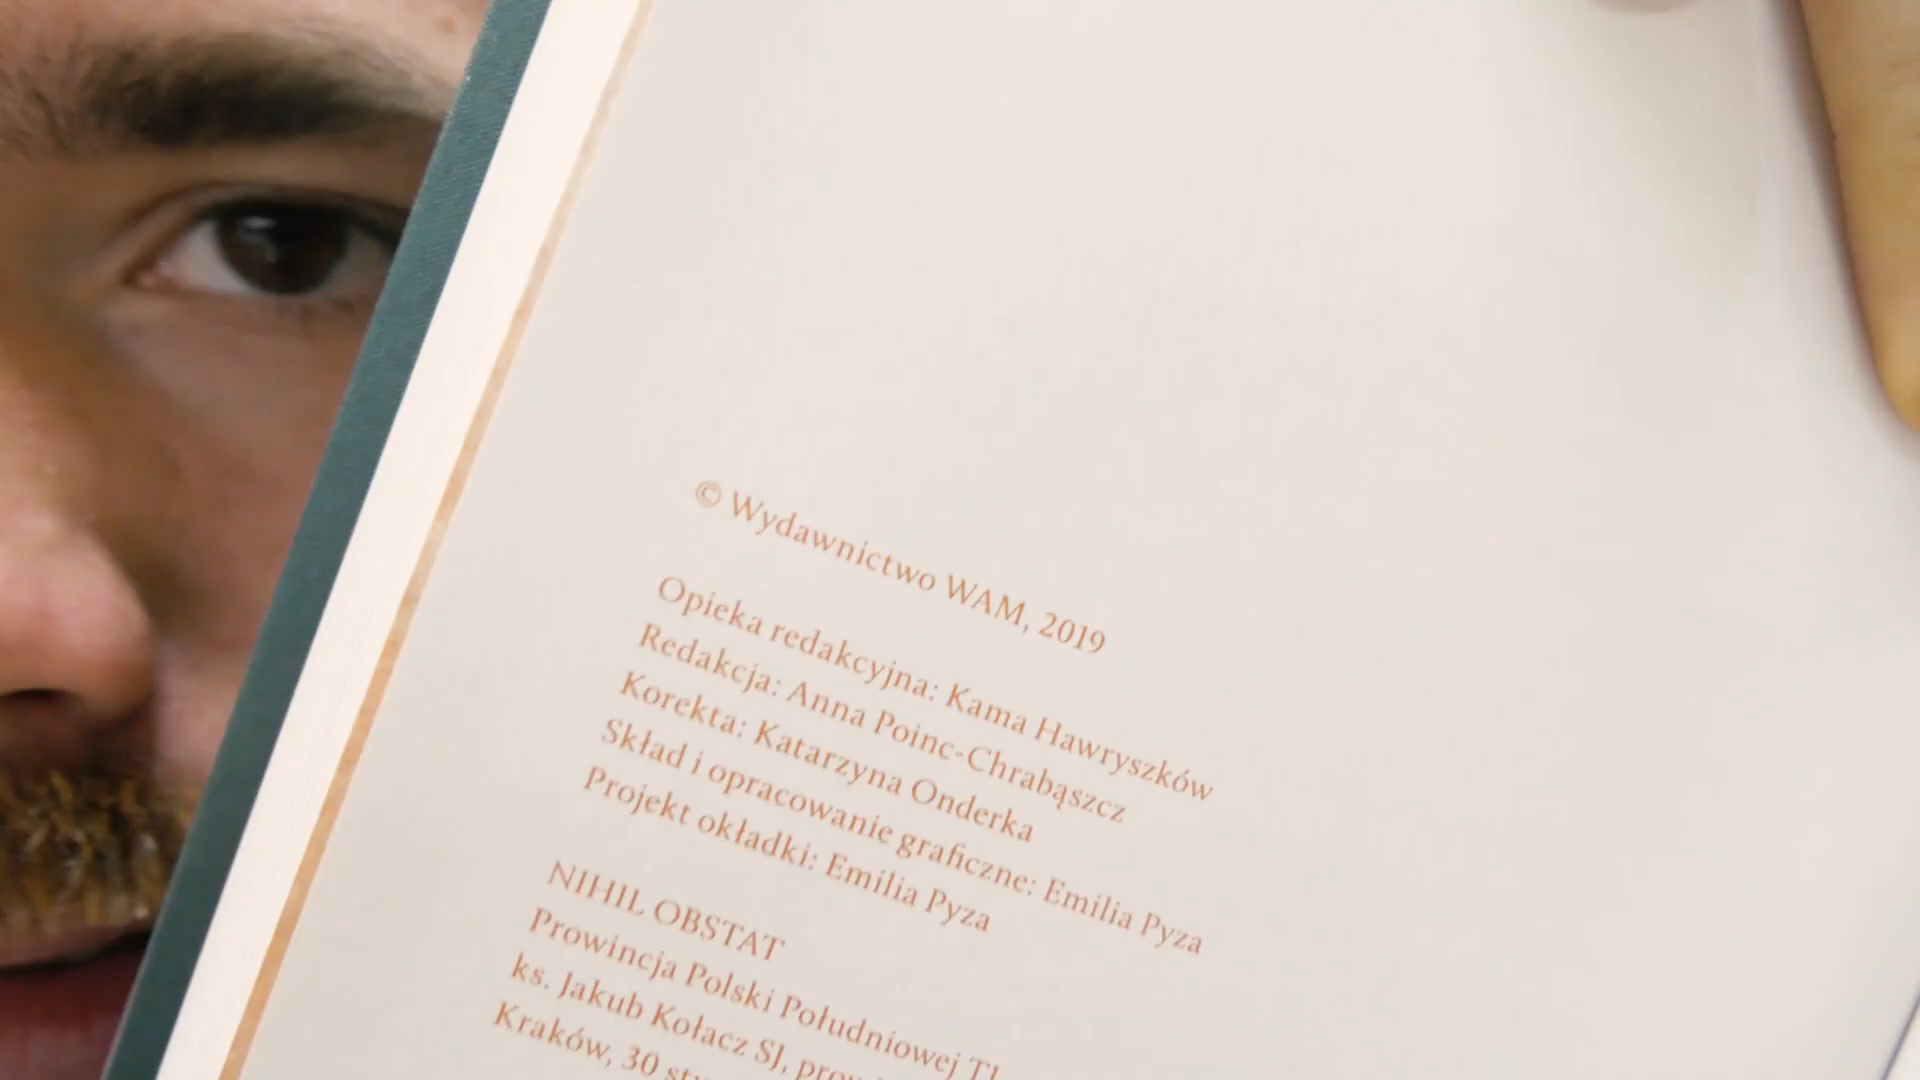 © Wydawnictwo WAM, 2019
Opieka redakcyjna: Kama Hawryszków
Redakcja: Anna Poinc-Chrabąszcz
Korekta: Katarzyna Onderka
Skład i opracowanie graficzne: Emilia Pyza
Projekt okładki: Emilia Pyza
NIHIL OBSTAT
Prowincja Polski Południowej TJ
ks. Jakub Kołacz SJ,
Kraków, 30